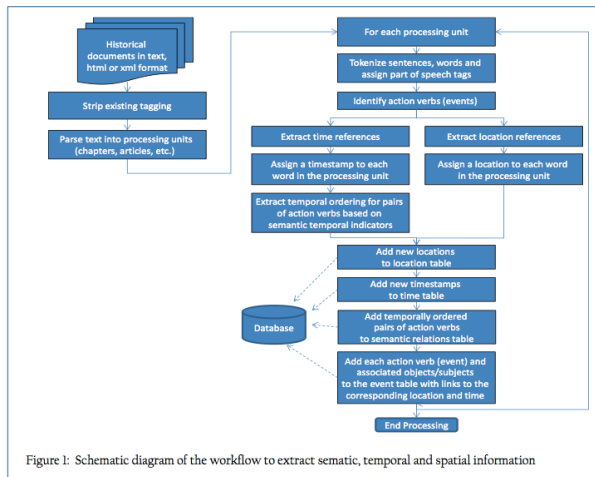 Historical
documents in text,
html or xml format
Strip existing tagging
Parse text into processing units
(chapters, articles, etc.)
For each processing unit
Tokenize sentences, words and
assign part of speech tags
Identify action verbs (events)
Extract time references
Extract location references
Assign a timestamp to each
word in the processing unit
Assign a location to each word
in the processing unit
Extract temporal ordering for pairs
of action verbs based on
semantic temporal indicators
Add new locations
to location table
Add new timestamps
to time table
Database
Add temporally ordered
pairs of action verbs
to semantic relations table
Add each action verb (event) and
associated objects/subjects
to the event table with links to the
corresponding location and time
End Processing
Figure 1: Schematic diagram of the workflow to extract sematic, temporal and spatial information